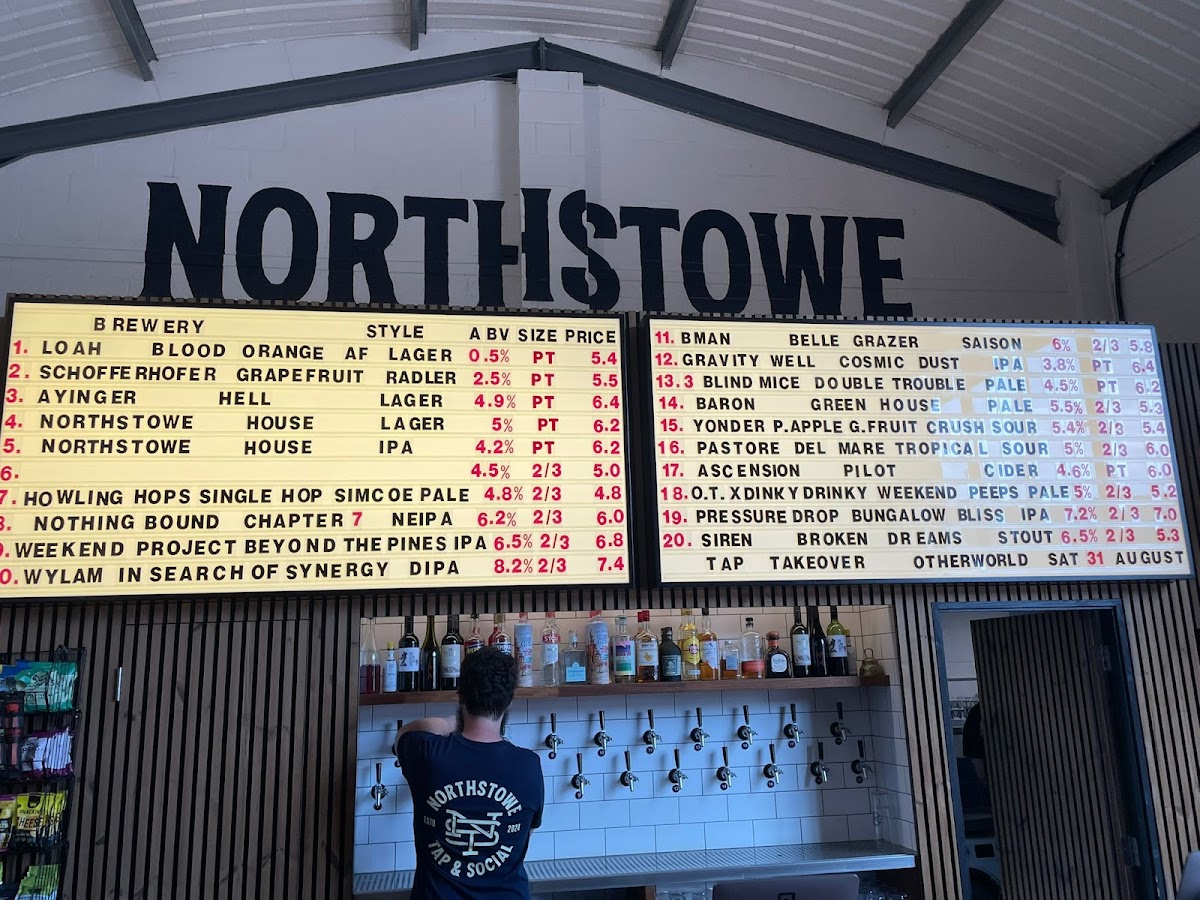 NORTHSTOWE
BREWERY STYLE ABV SIZE PRICE
1. LOAH BLOOD ORANGE AF LAGER 0.5% PT 5.4
2. SCHOFFERHOFER GRAPEFRUIT RADLER 2.5% PT 5.5
3. AYINGER HELL LAGER 4.9% PT 6.4
4. NORTHSTOWE HOUSE LAGER 5% PT 6.2
5. NORTHSTOWE HOUSE IPA 4.2% PT 6.2
6. 4.5% 2/3 5.0
7. HOWLING HOPS SINGLE HOP SIMCOE PALE 4.8% 2/3 4.8
8. NOTHING BOUND CHAPTER 7 NEIPA 6.2% 2/3 6.0
9. WEEKEND PROJECT BEYOND THE PINES IPA 6.5% 2/3 6.8
0. WYLAM IN SEARCH OF SYNERGY DIPA 8.2% 2/3 7.4
11. BMAN BELLE GRAZER SAISON 6% 2/3 5.8
12. GRAVITY WELL COSMIC DUST IPA 3.8% PT 6.4
13. 3 BLIND MICE DOUBLE TROUBLE PALE 4.5% PT 6.2
14. BARON GREEN HOUSE PALE 5.5% 2/3 5.3
15. YONDER P.APPLE G.FRUIT CRUSH SOUR 5.4% 2/3 5.4
16. PASTORE DEL MARE TROPICAL SOUR 5% 2/3 6.0
17. ASCENSION PILOT CIDER 4.6% PT 6.0
18. O.T. X DINKY DRINKY WEEKEND PEEPS PALE 5% 2/3 5.2
19. PRESSURE DROP BUNGALOW BLISS IPA 7.2% 2/3 7.0
20. SIREN BROKEN DREAMS STOUT 6.5% 2/3 5.3
TAP TAKEOVER OTHERWORLD SAT 31 AUGUST
NORTHSTOWE
ESTD 2024
TAP & SOCIAL